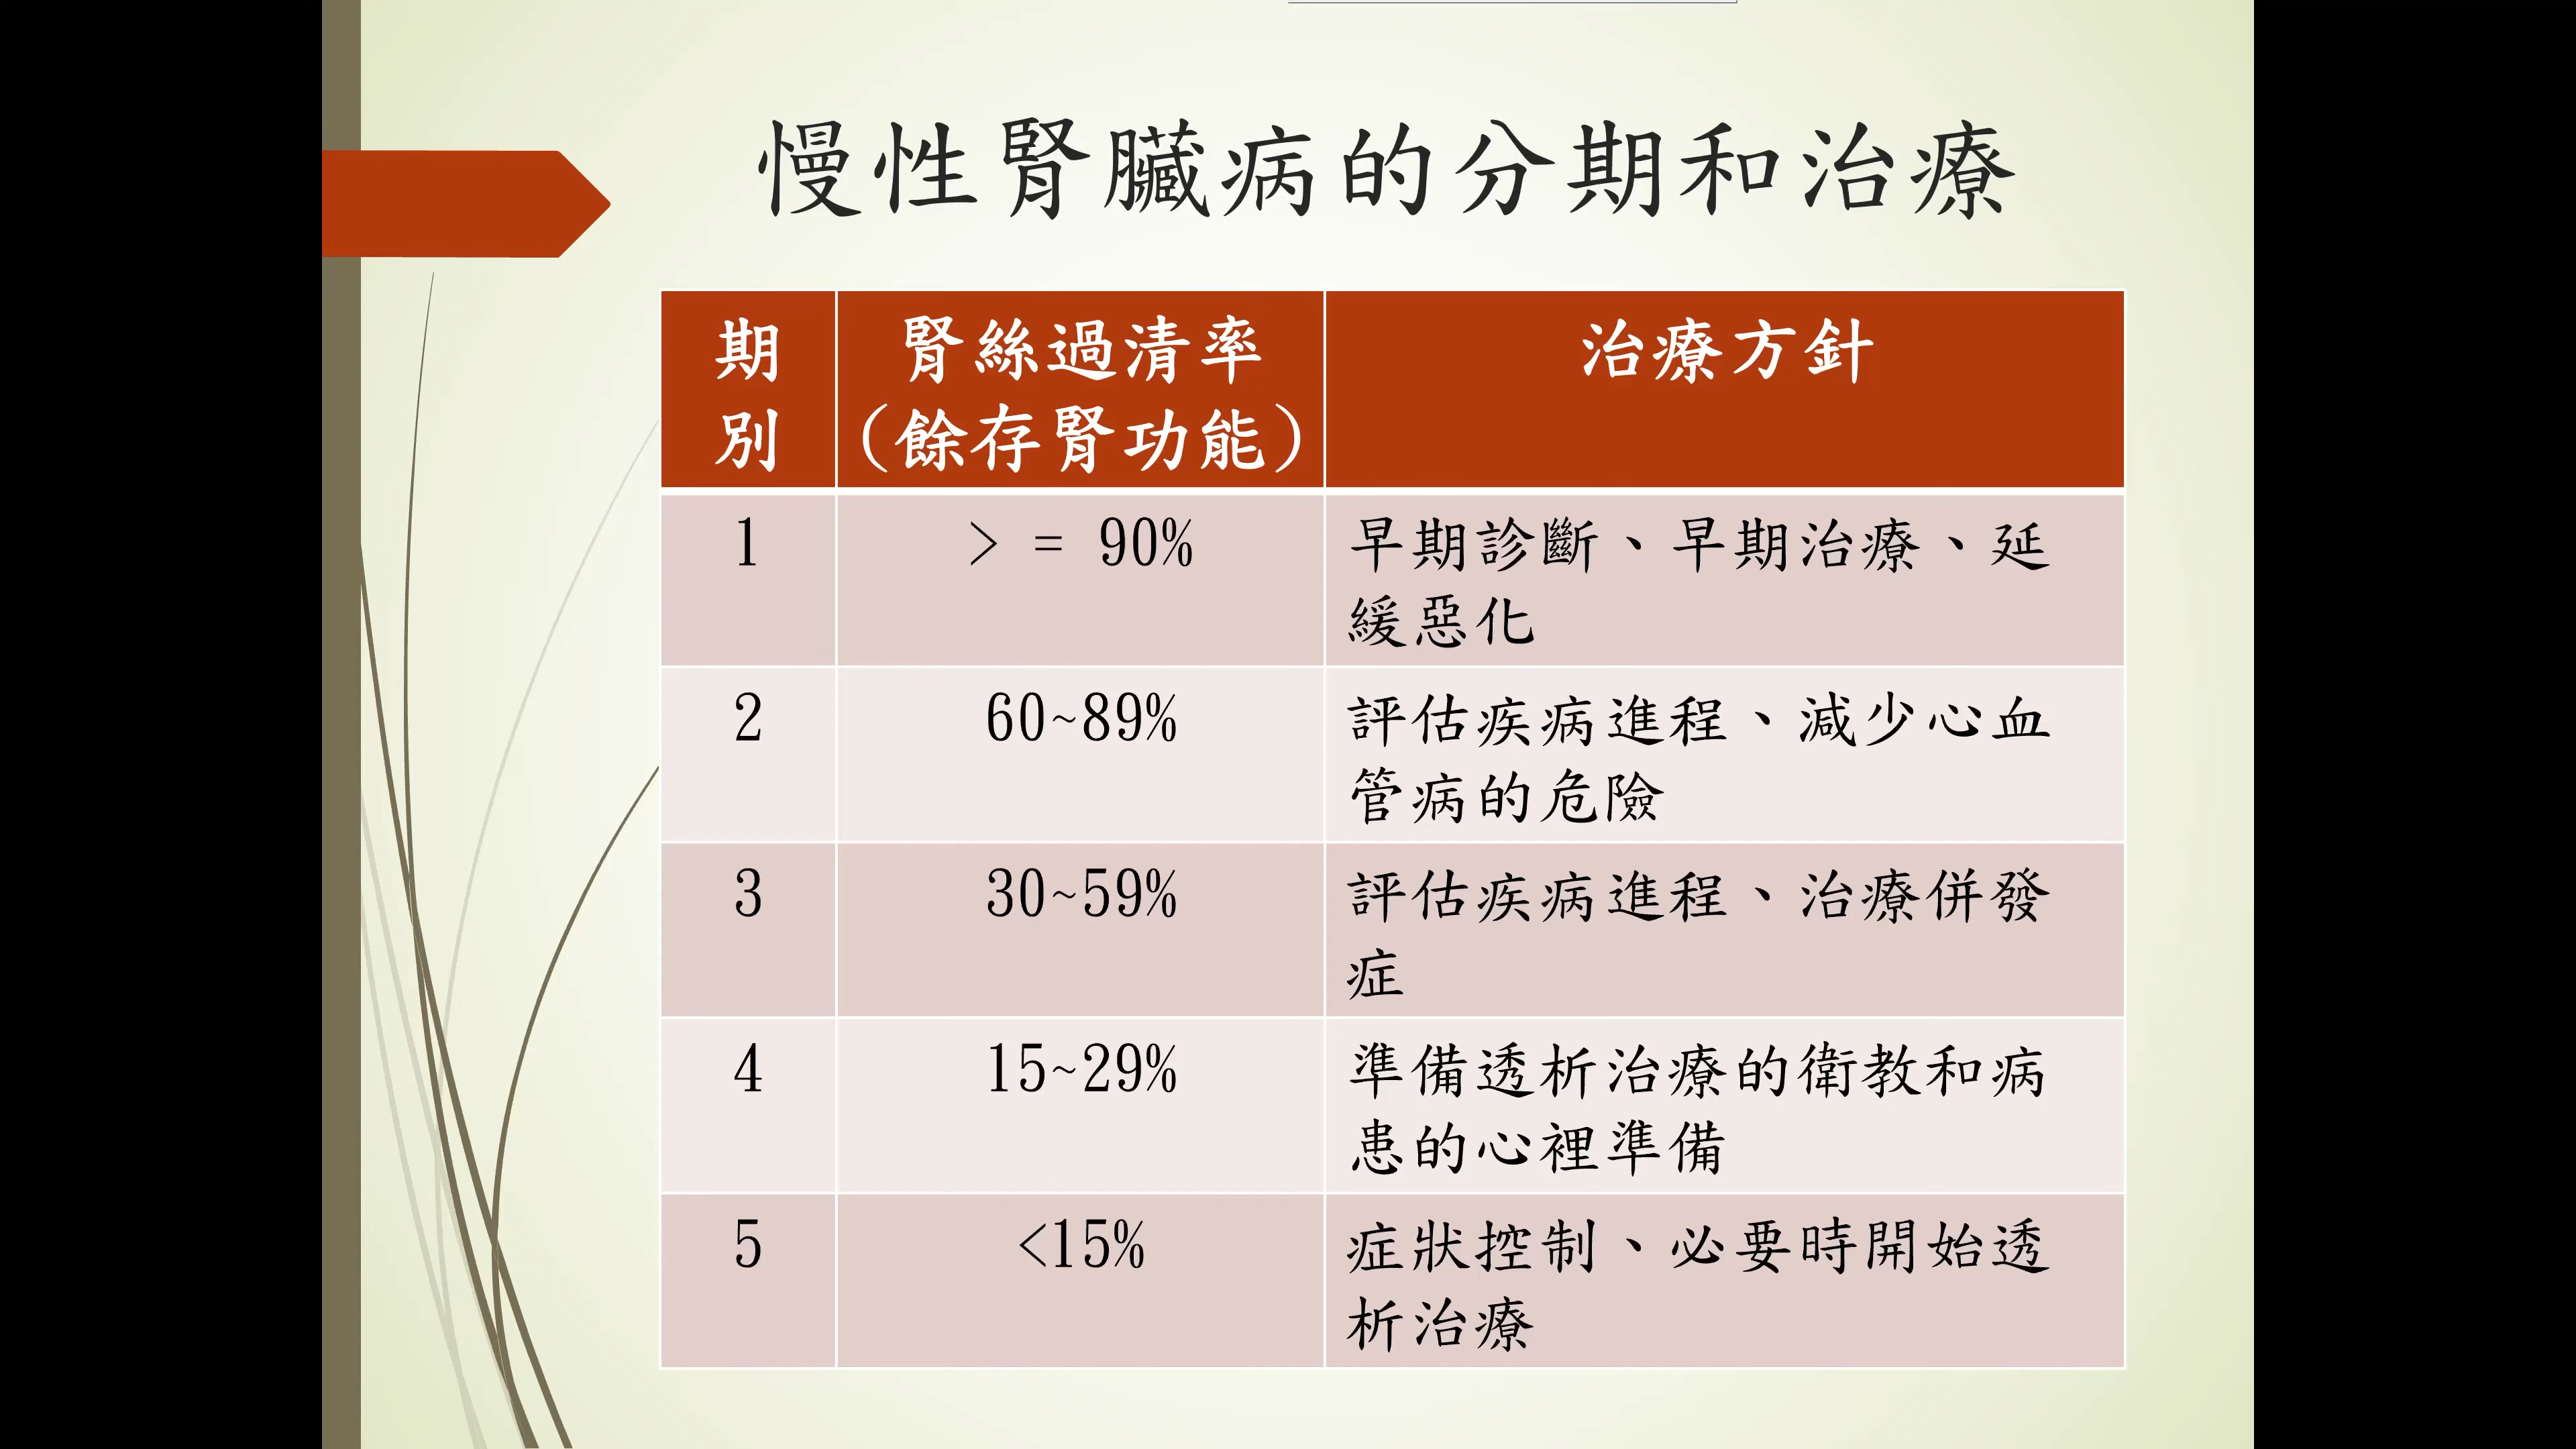 慢性腎臟病的分期和治療
期別
腎絲過清率
(餘存腎功能)
治療方針
1
> = 90%
早期診斷、早期治療、延
緩惡化
2
60~89%
評估疾病進程、減少心血
管病的危險
3
30~59%
評估疾病進程、治療併發
症
4
15~29%
準備透析治療的衛教和病
患的心裡準備
5
<15%
症狀控制、必要時開始透
析治療